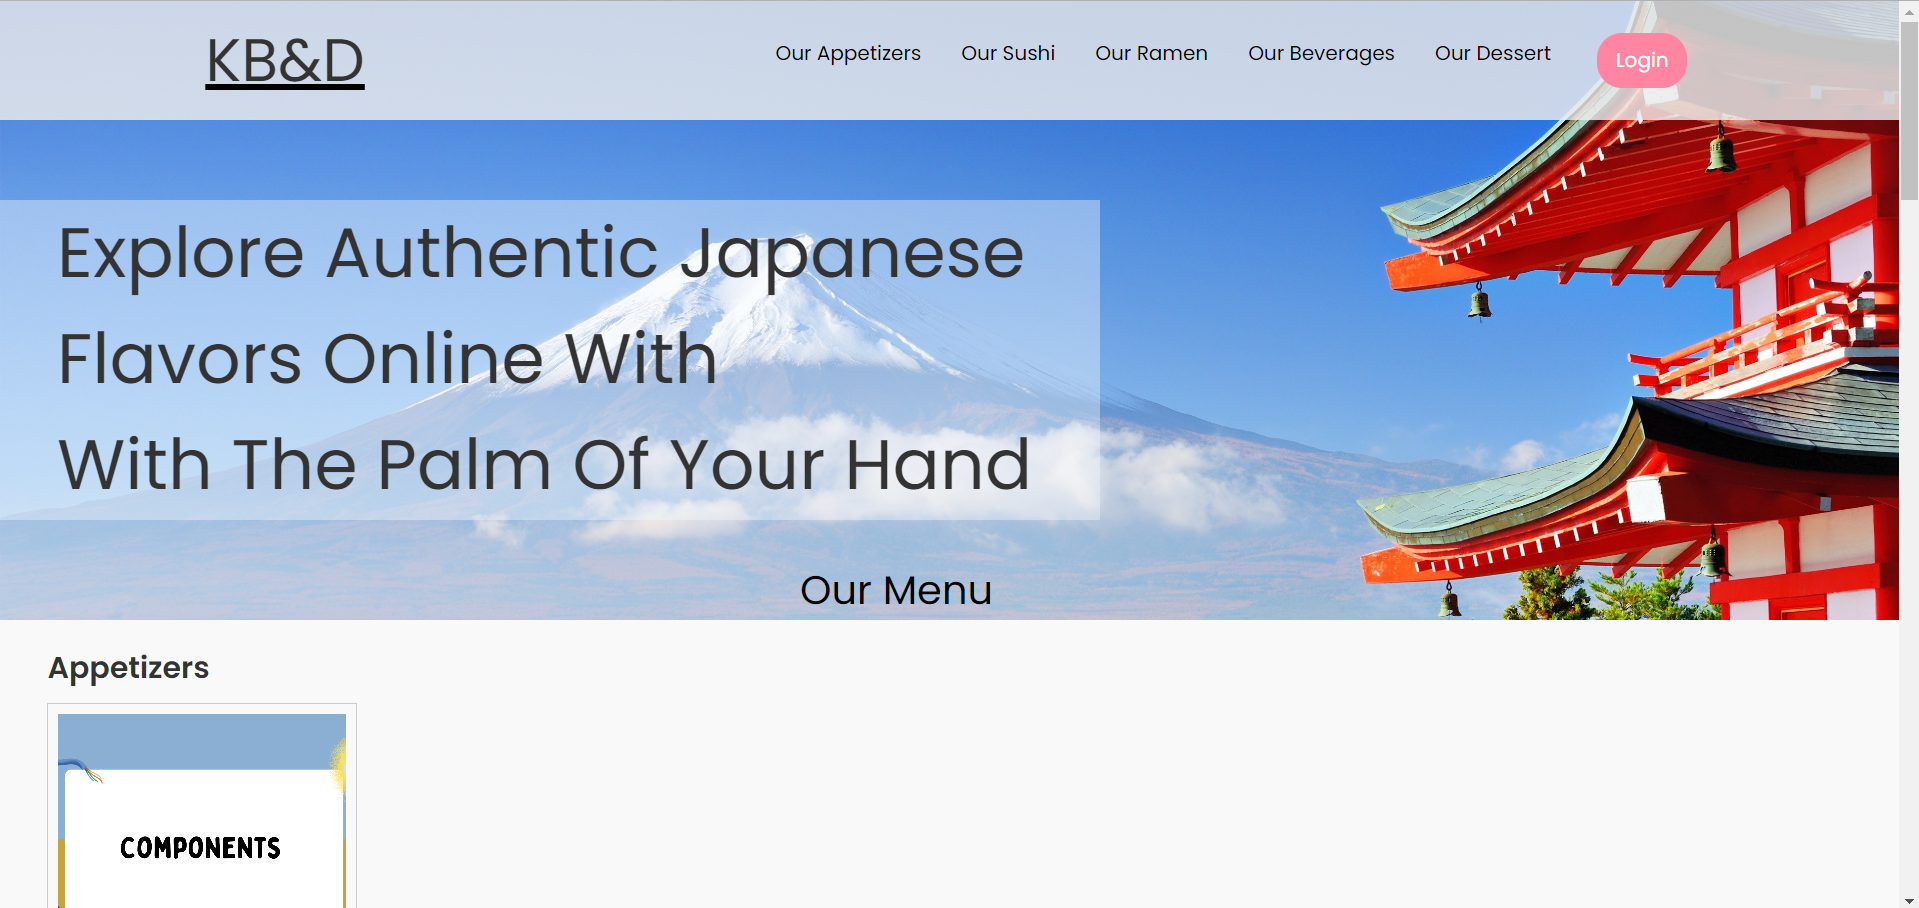 KB&D
Our Appetizers
Our Sushi
Our Ramen
Our Beverages
Our Dessert
Login
Explore Authentic Japanese
Flavors Online With
With The Palm Of Your Hand
Our Menu
Appetizers
COMPONENTS